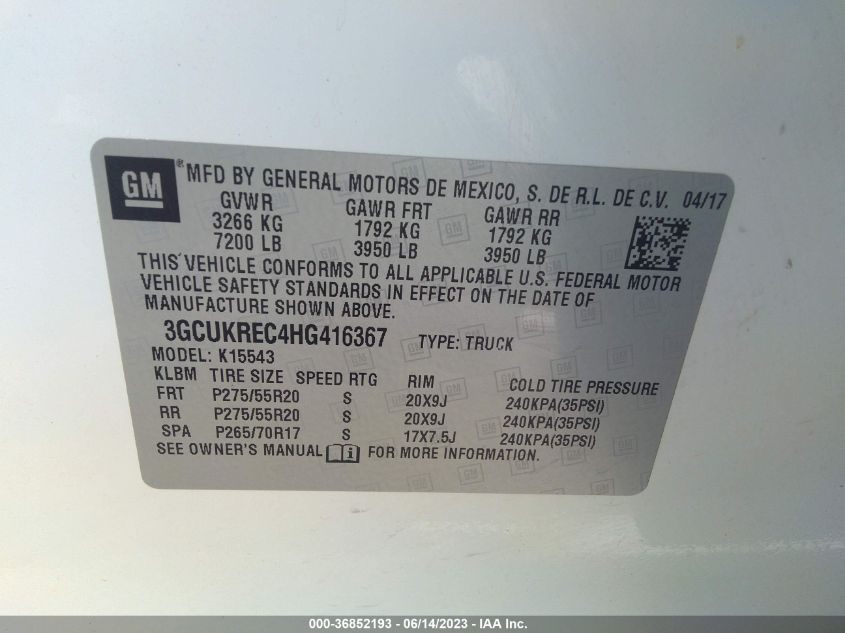 GM ® MFD BY GENERAL MOTORS DE MEXICO, S. DE R.L. DE C.V. 04/17
GVWR GAWR FRT GAWR RR
3266 KG 1792 KG 1792 KG
7200 LB 3950 LB 3950 LB
THIS VEHICLE CONFORMS TO ALL APPLICABLE U.S. FEDERAL MOTOR
VEHICLE SAFETY STANDARDS IN EFFECT ON THE DATE OF
MANUFACTURE SHOWN ABOVE.
3GCUKREC4HG416367 TYPE: TRUCK
MODEL: K15543
KLBM TIRE SIZE SPEED RTG RIM COLD TIRE PRESSURE
FRT P275/55R20 S 20X9J 240KPA(35PSI)
RR P275/55R20 S 20X9J 240KPA(35PSI)
SPA P265/70R17 S 17X7.5J 240KPA(35PSI)
SEE OWNER'S MANUAL FOR MORE INFORMATION.
000-36852193 - 06/14/2023 - IAA Inc.